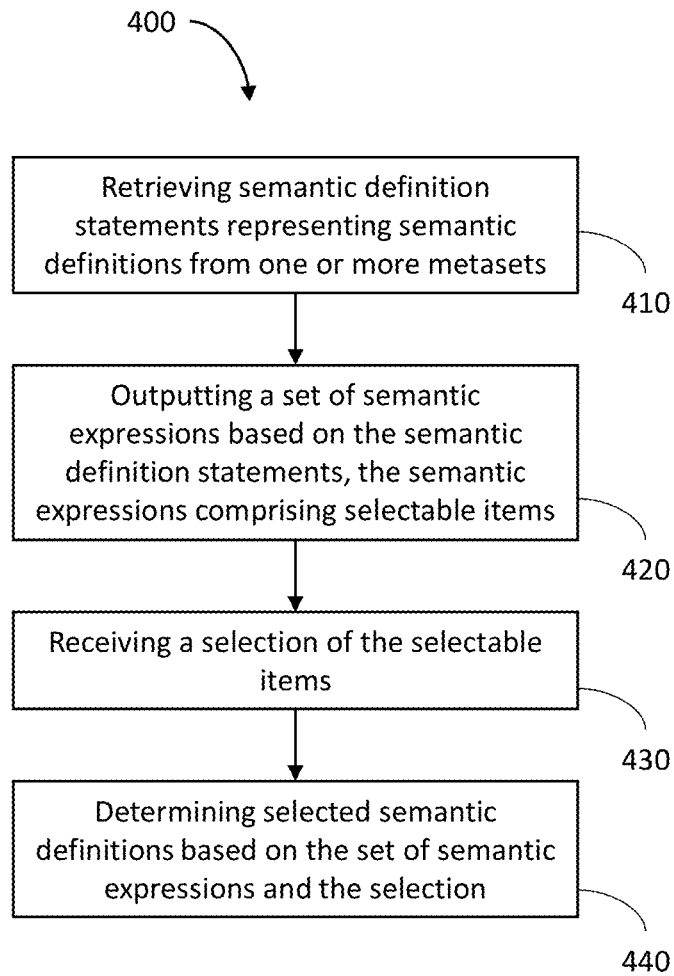 400
Retrieving semantic definition
statements representing semantic
definitions from one or more metasets
410
Outputting a set of semantic
expressions based on the semantic
definition statements, the semantic
expressions comprising selectable items
420
Receiving a selection of the selectable
items
430
Determining selected semantic
definitions based on the set of semantic
expressions and the selection
440